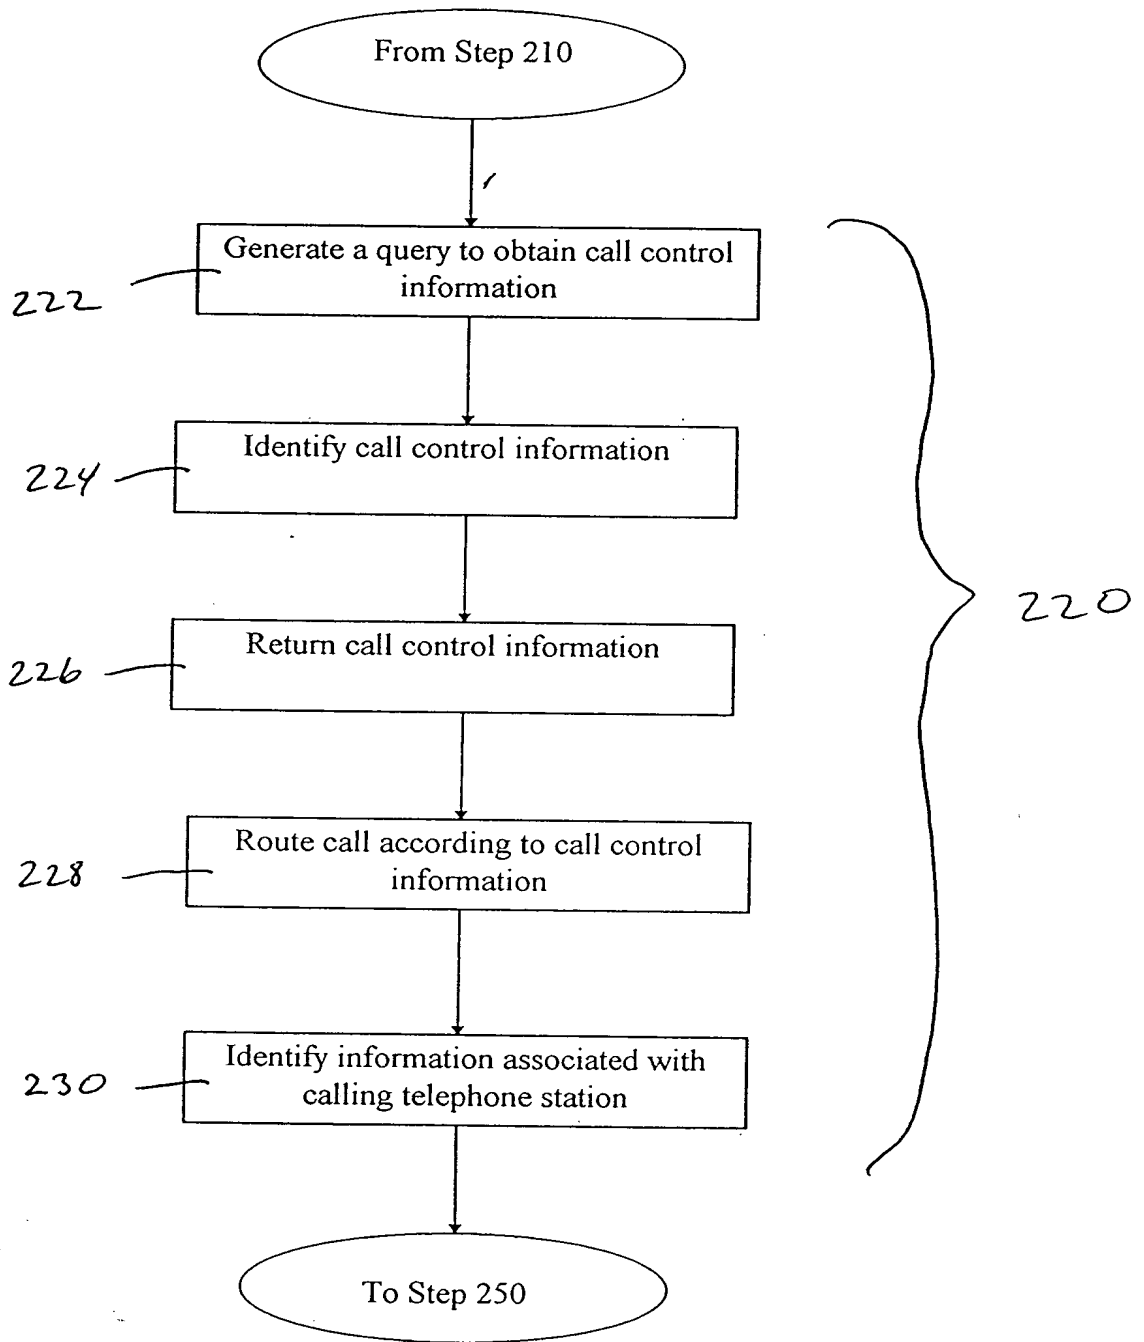 From Step 210
Generate a query to obtain call control
information
222
Identify call control information
224
Return call control information
226
220
Route call according to call control
information
228
Identify information associated with
calling telephone station
230
To Step 250